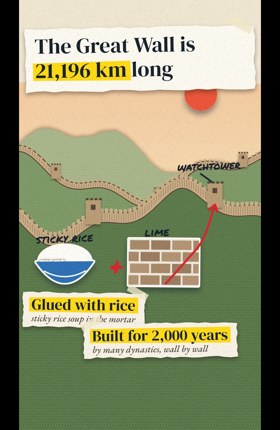 The Great Wall is
21,196 km long
WATCHTOWER
STICKY RICE
LIME
Glued with rice
sticky rice soup in the mortar
Built for 2,000 years
by many dynasties, wall by wall